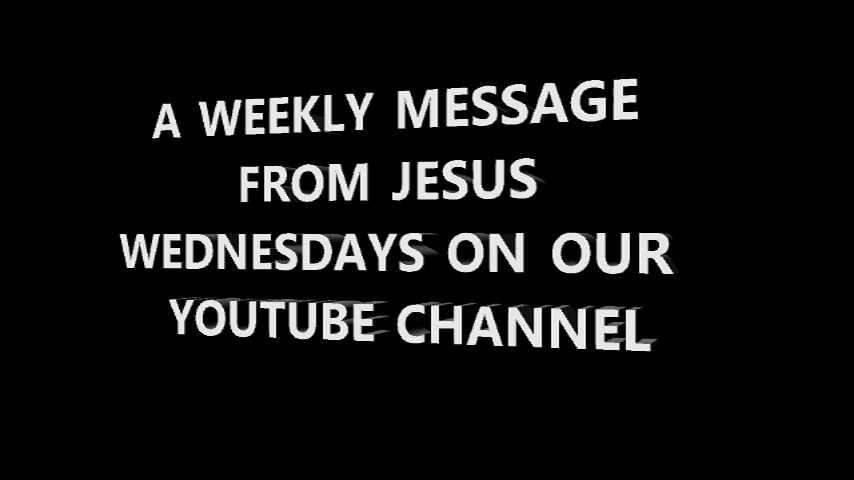 A WEEKLY MESSAGE
FROM JESUS
WEDNESDAYS ON OUR
YOUTUBE CHANNEL